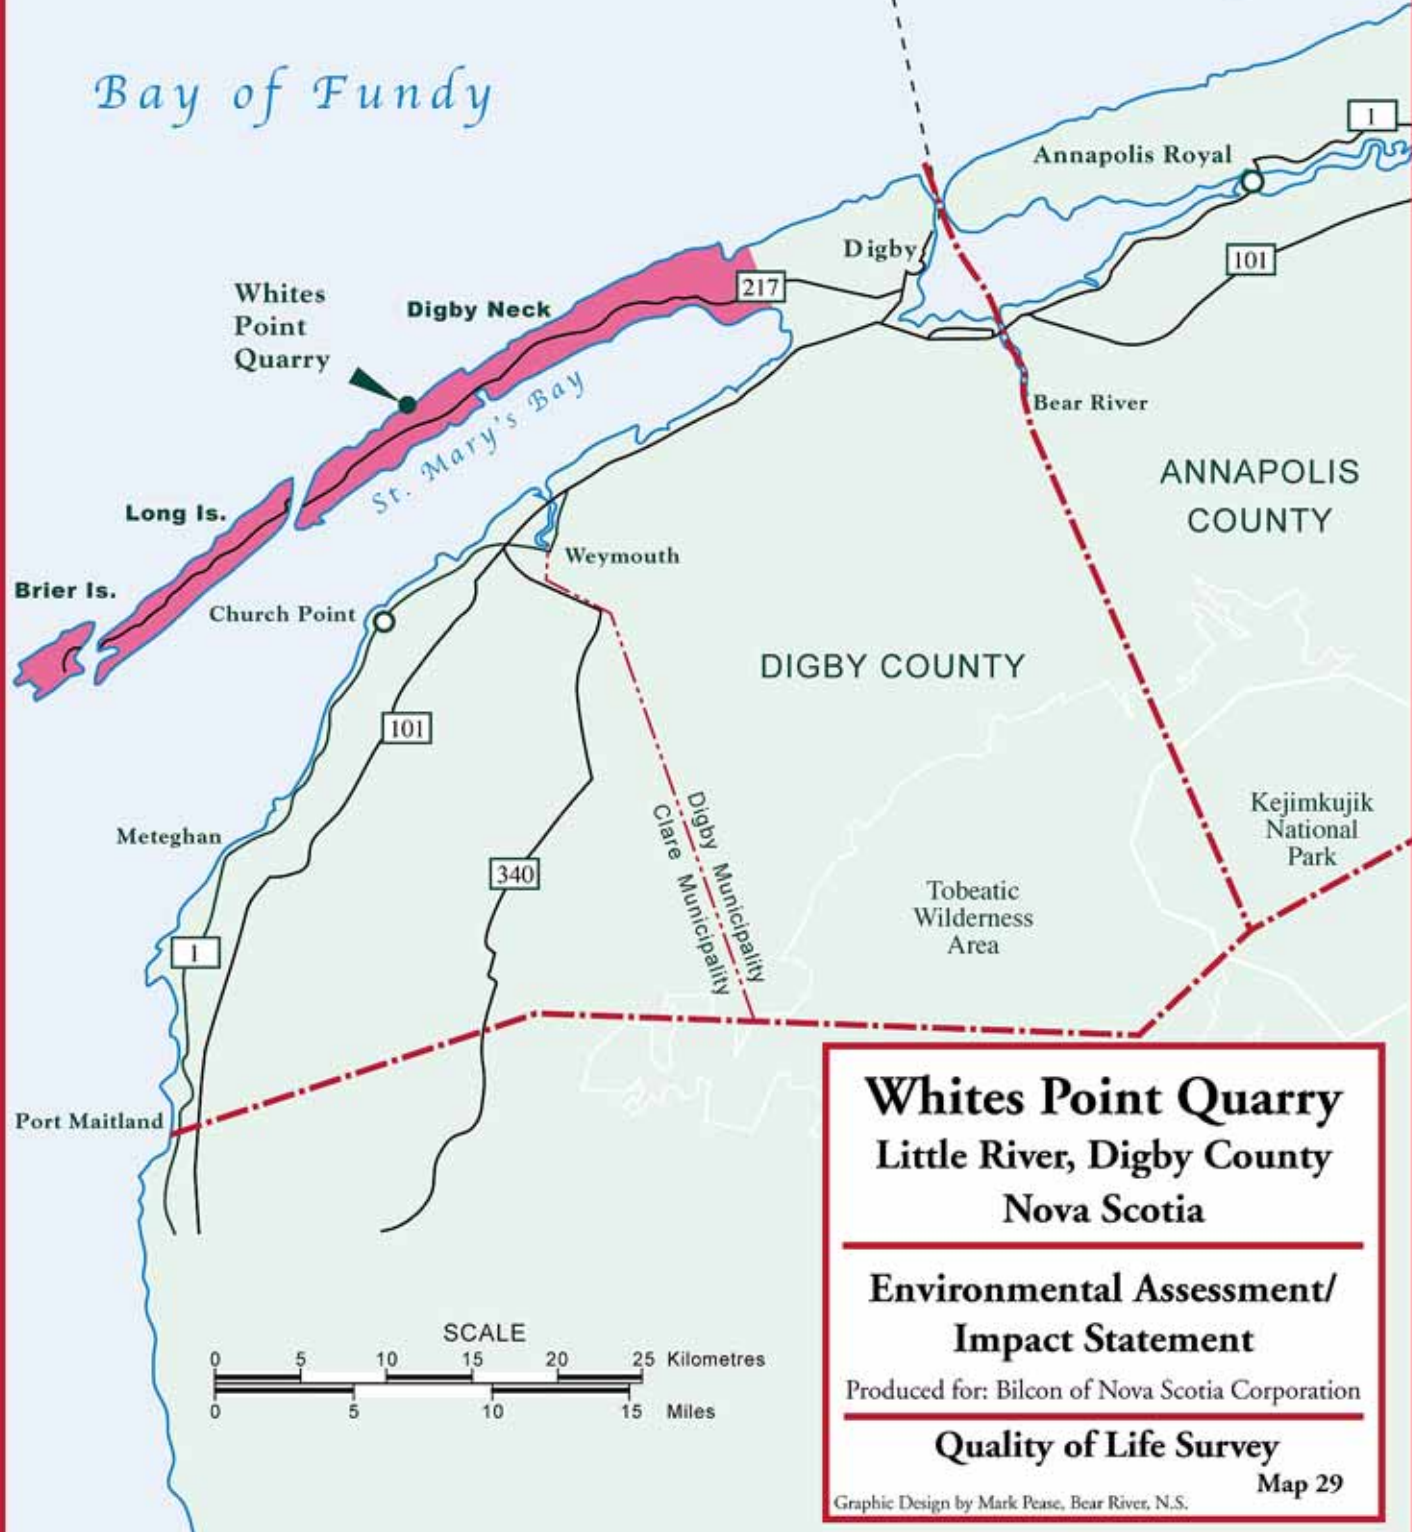 Bay of Fundy
1
Annapolis Royal
Digby
101
217
Whites
Point
Quarry
Digby Neck
St. Mary's Bay
Bear River
ANNAPOLIS
COUNTY
Long Is.
Weymouth
Brier Is.
Church Point
DIGBY COUNTY
101
Digby Municipality
Clare Municipality
Kejimkujik
National
Park
Meteghan
340
Tobeatic
Wilderness
Area
1
Port Maitland
Whites Point Quarry
Little River, Digby County
Nova Scotia
Environmental Assessment/
Impact Statement
Produced for: Bilcon of Nova Scotia Corporation
Quality of Life Survey
Map 29
Graphic Design by Mark Pease, Bear River, N.S.
SCALE
0 5 10 15 20 25 Kilometres
0 5 10 15 Miles